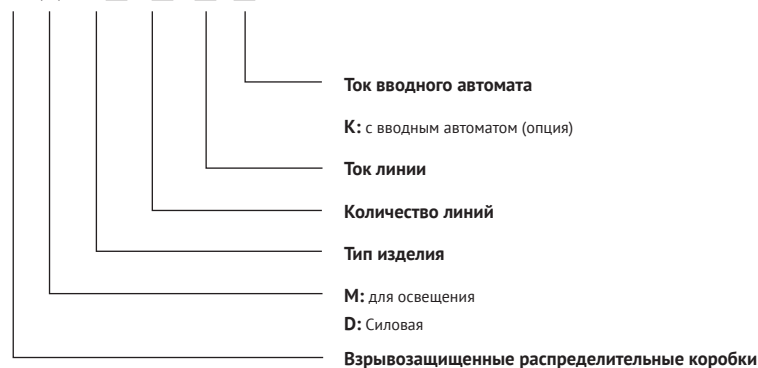 Ток вводного автомата
K: с вводным автоматом (опция)
Ток линии
Количество линий
Тип изделия
M: для освещения
D: Силовая
Взрывозащищенные распределительные коробки